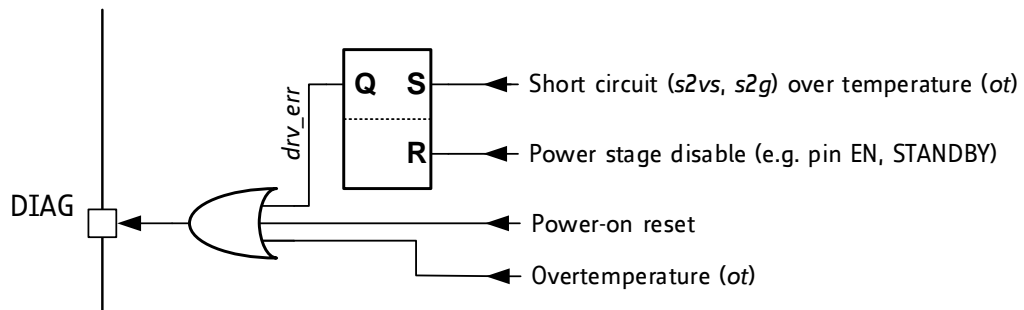 Q S
Short circuit (s2vs, s2g) over temperature (ot)
drv_err
R
Power stage disable (e.g. pin EN, STANDBY)
DIAG
Power-on reset
Overtemperature (ot)